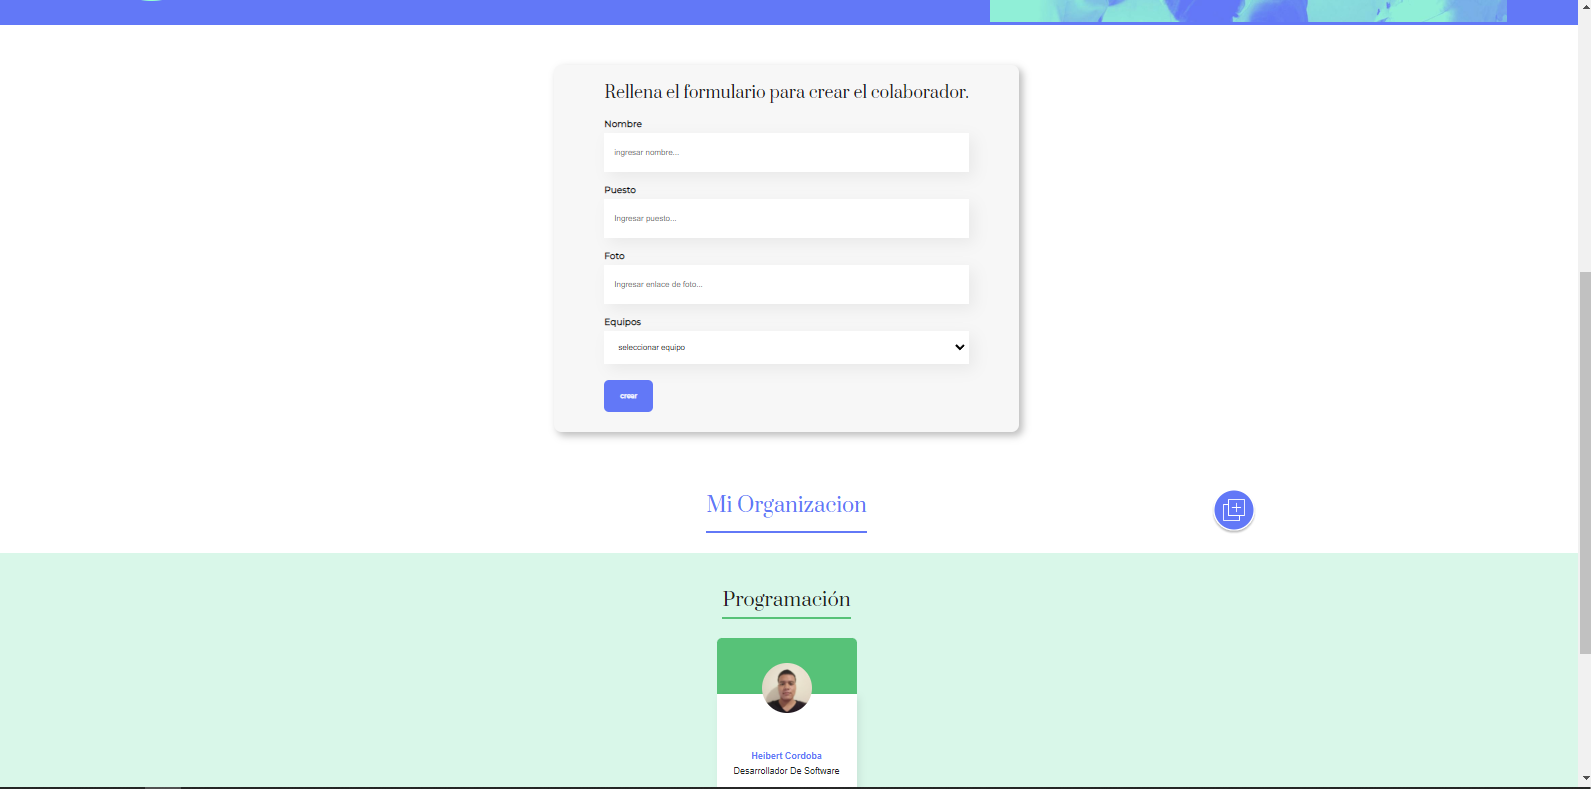 Rellena el formulario para crear el colaborador.
Nombre
ingresar nombre...
Puesto
Ingresar puesto...
Foto
Ingresar enlace de foto...
Equipos
seleccionar equipo
crear
Mi Organizacion
Programación
Heibert Cordoba
Desarrollador De Software